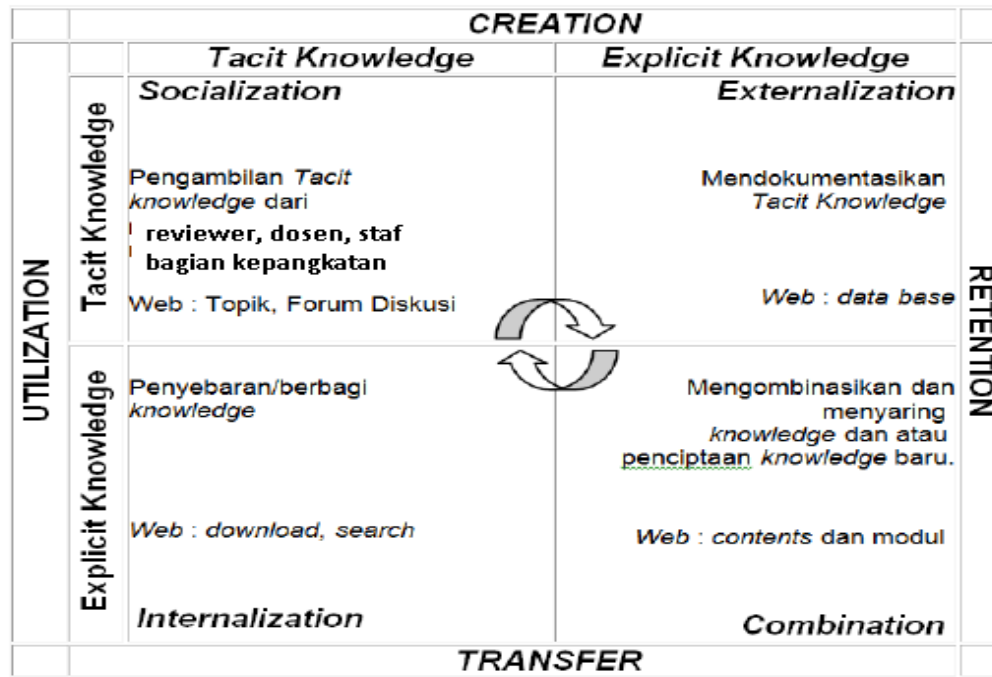 CREATION
Tacit Knowledge
Explicit Knowledge
UTILIZATION
Tacit Knowledge
Socialization
Pengambilan Tacit
knowledge dari
reviewer, dosen, staf
bagian kepangkatan
Web : Topik, Forum Diskusi
Externalization
Mendokumentasikan
Tacit Knowledge
Web : data base
RETENTION
Explicit Knowledge
Penyebaran/berbagi
knowledge
Web : download, search
Internalization
Mengombinasikan dan
menyaring
knowledge dan atau
penciptaan knowledge baru.
Web : contents dan modul
Combination
TRANSFER